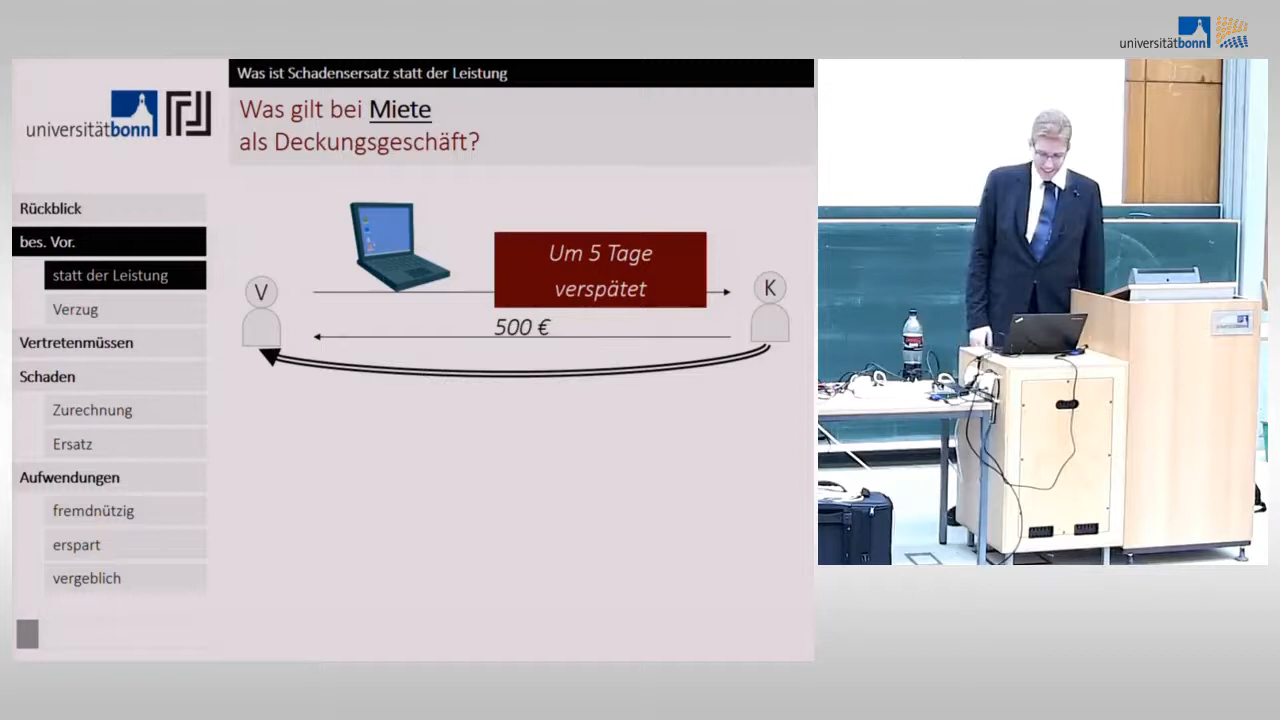 universitätbonn
Was ist Schadensersatz statt der Leistung
Was gilt bei Miete
als Deckungsgeschäft?
universitätbonn
Rückblick
bes. Vor.
statt der Leistung
Verzug
Vertretenmüssen
Schaden
Zurechnung
Ersatz
Aufwendungen
fremdnützig
erspart
vergeblich
V
Um 5 Tage
verspätet
K
500 €